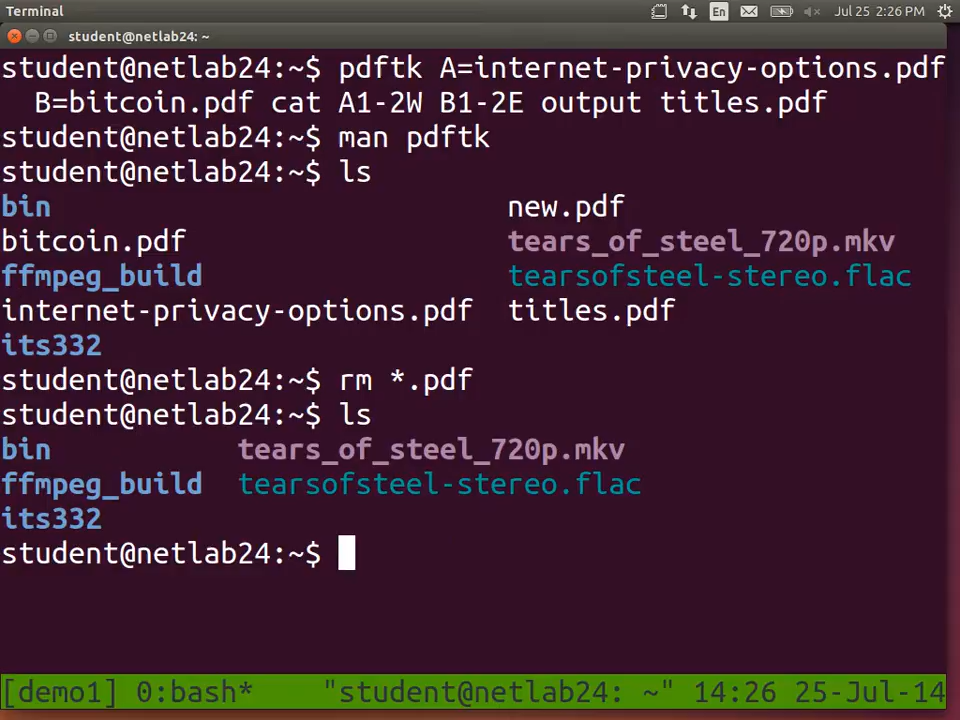 Terminal En Jul 25 2:26 PM
student@netlab24: ~
student@netlab24:~$ pdftk A=internet-privacy-options.pdf
B=bitcoin.pdf cat A1-2W B1-2E output titles.pdf
student@netlab24:~$ man pdftk
student@netlab24:~$ ls
bin new.pdf
bitcoin.pdf tears_of_steel_720p.mkv
ffmpeg_build tearsofsteel-stereo.flac
internet-privacy-options.pdf titles.pdf
its332
student@netlab24:~$ rm *.pdf
student@netlab24:~$ ls
bin tears_of_steel_720p.mkv
ffmpeg_build tearsofsteel-stereo.flac
its332
student@netlab24:~$
[demo1] 0:bash* "student@netlab24: ~" 14:26 25-Jul-14